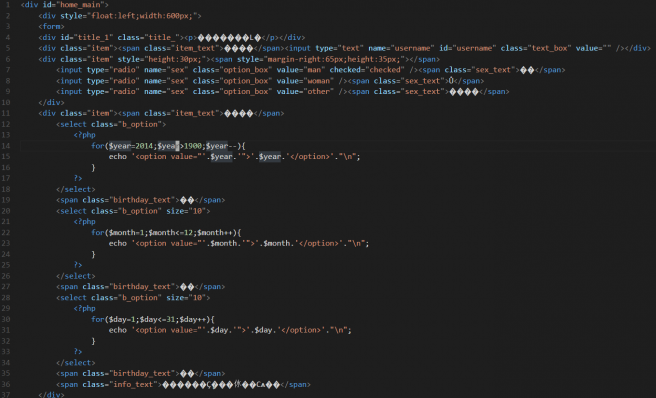 1 <div id="home_main">
2 <div style="float:left;width:600px;">
3 <form>
4 <div id="title_1" class="title_"><p>�������Ŀ�</p></div>
5 <div class="item"><span class="item_text">����</span><input type="text" name="username" id="username" class="text_box" value="" /></div>
6 <div class="item" style="height:30px;"><span style="margin-right:65px;height:35px;"></span>
7 <input type="radio" name="sex" class="option_box" value="man" checked="checked" /><span class="sex_text">��</span>
8 <input type="radio" name="sex" class="option_box" value="woman" /><span class="sex_text">Ů</span>
9 <input type="radio" name="sex" class="option_box" value="other" /><span class="sex_text">����</span>
10 </div>
11 <div class="item"><span class="item_text">����</span>
12 <select class="b_option">
13 <?php
14 for($year=2014;$year>1900;$year--){
15 echo '<option value="'.$year.'">'.$year.'</option>'."\n";
16 }
17 ?>
18 </select>
19 <span class="birthday_text">��</span>
20 <select class="b_option" size="10">
21 <?php
22 for($month=1;$month<=12;$month++){
23 echo '<option value="'.$month.'">'.$month.'</option>'."\n";
24 }
25 ?>
26 </select>
27 <span class="birthday_text">��</span>
28 <select class="b_option" size="10">
29 <?php
30 for($day=1;$day<=31;$day++){
31 echo '<option value="'.$day.'">'.$day.'</option>'."\n";
32 }
33 ?>
34 </select>
35 <span class="birthday_text">��</span>
36 <span class="info_text"></span>
37 </div>